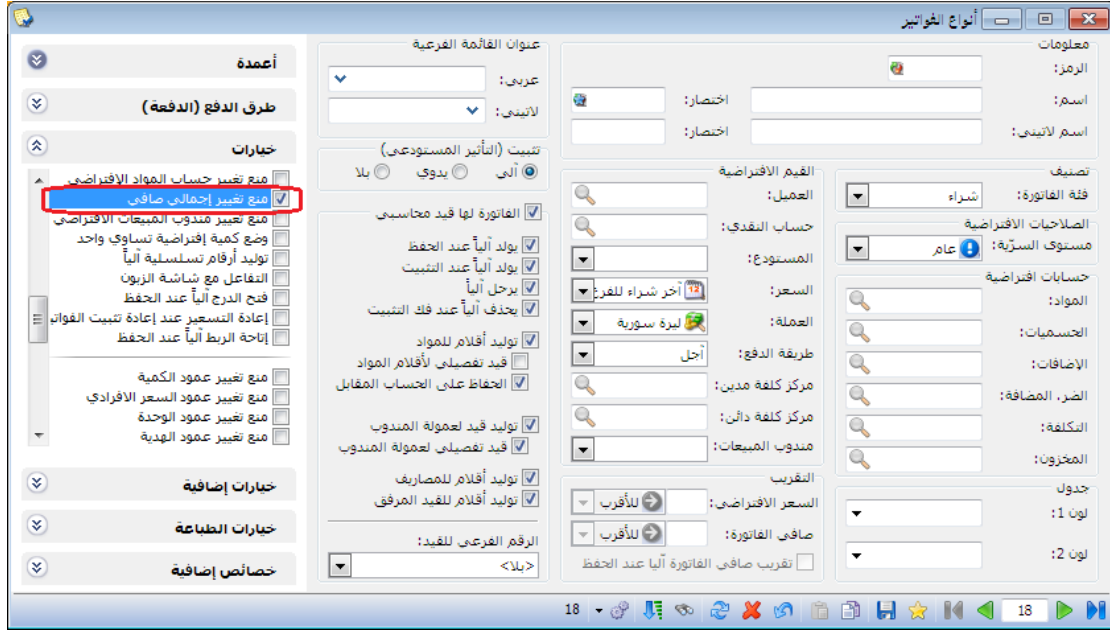 أنواع الفواتير
معلومات
الرمز:
اسم:
اختصار:
اسم لاتيني:
اختصار:
تصنيف
فئة الفاتورة:
شراء
الصلاحيات الافتراضية
مستوى السرّية:
عام
حسابات افتراضية
المواد:
الحسميات:
الإضافات:
الضر. المضافة:
التكلفة:
المخزون:
جدول
لون 1:
لون 2:
القيم الافتراضية
العميل:
حساب النقدي:
المستودع:
السعر:
آخر شراء للفرع
العملة:
ليرة سورية
طريقة الدفع:
آجل
مركز كلفة مدين:
مركز كلفة دائن:
مندوب المبيعات:
التقريب
السعر الافتراضي:
للأقرب
صافي الفاتورة:
للأقرب
تقريب صافي الفاتورة آليا عند الحفظ
عنوان القائمة الفرعية
عربي:
لاتيني:
تثبيت (التأثير المستودعي)
آلي
يدوي
بلا
الفاتورة لها قيد محاسبي
يولد آلياً عند الحفظ
يولد آلياً عند التثبيت
يرحل آلياً
يحذف آلياً عند فك التثبيت
توليد أقلام للمواد
قيد تفصيلي لأقلام المواد
الحفاظ على الحساب المقابل
توليد قيد لعمولة المندوب
قيد تفصيلي لعمولة المندوب
توليد أقلام للمصاريف
توليد أقلام للقيد المرفق
الرقم الفرعي للقيد:
<بلا>
أعمدة
طرق الدفع (الدفعة)
خيارات
منع تغيير حساب المواد الإفتراضي
منع تغيير إجمالي صافي
منع تغيير مندوب المبيعات الافتراضي
وضع كمية إفتراضية تساوي واحد
توليد أرقام تسلسلية آلياً
التفاعل مع شاشة الزبون
فتح الدرج آلياً عند الحفظ
إعادة التسعير عند إعادة تثبيت الفواتي
إتاحة الربط آلياً عند الحفظ
منع تغيير عمود الكمية
منع تغيير عمود السعر الافرادي
منع تغيير عمود الوحدة
منع تغيير عمود الهدية
خيارات إضافية
خيارات الطباعة
خصائص إضافية
18
18